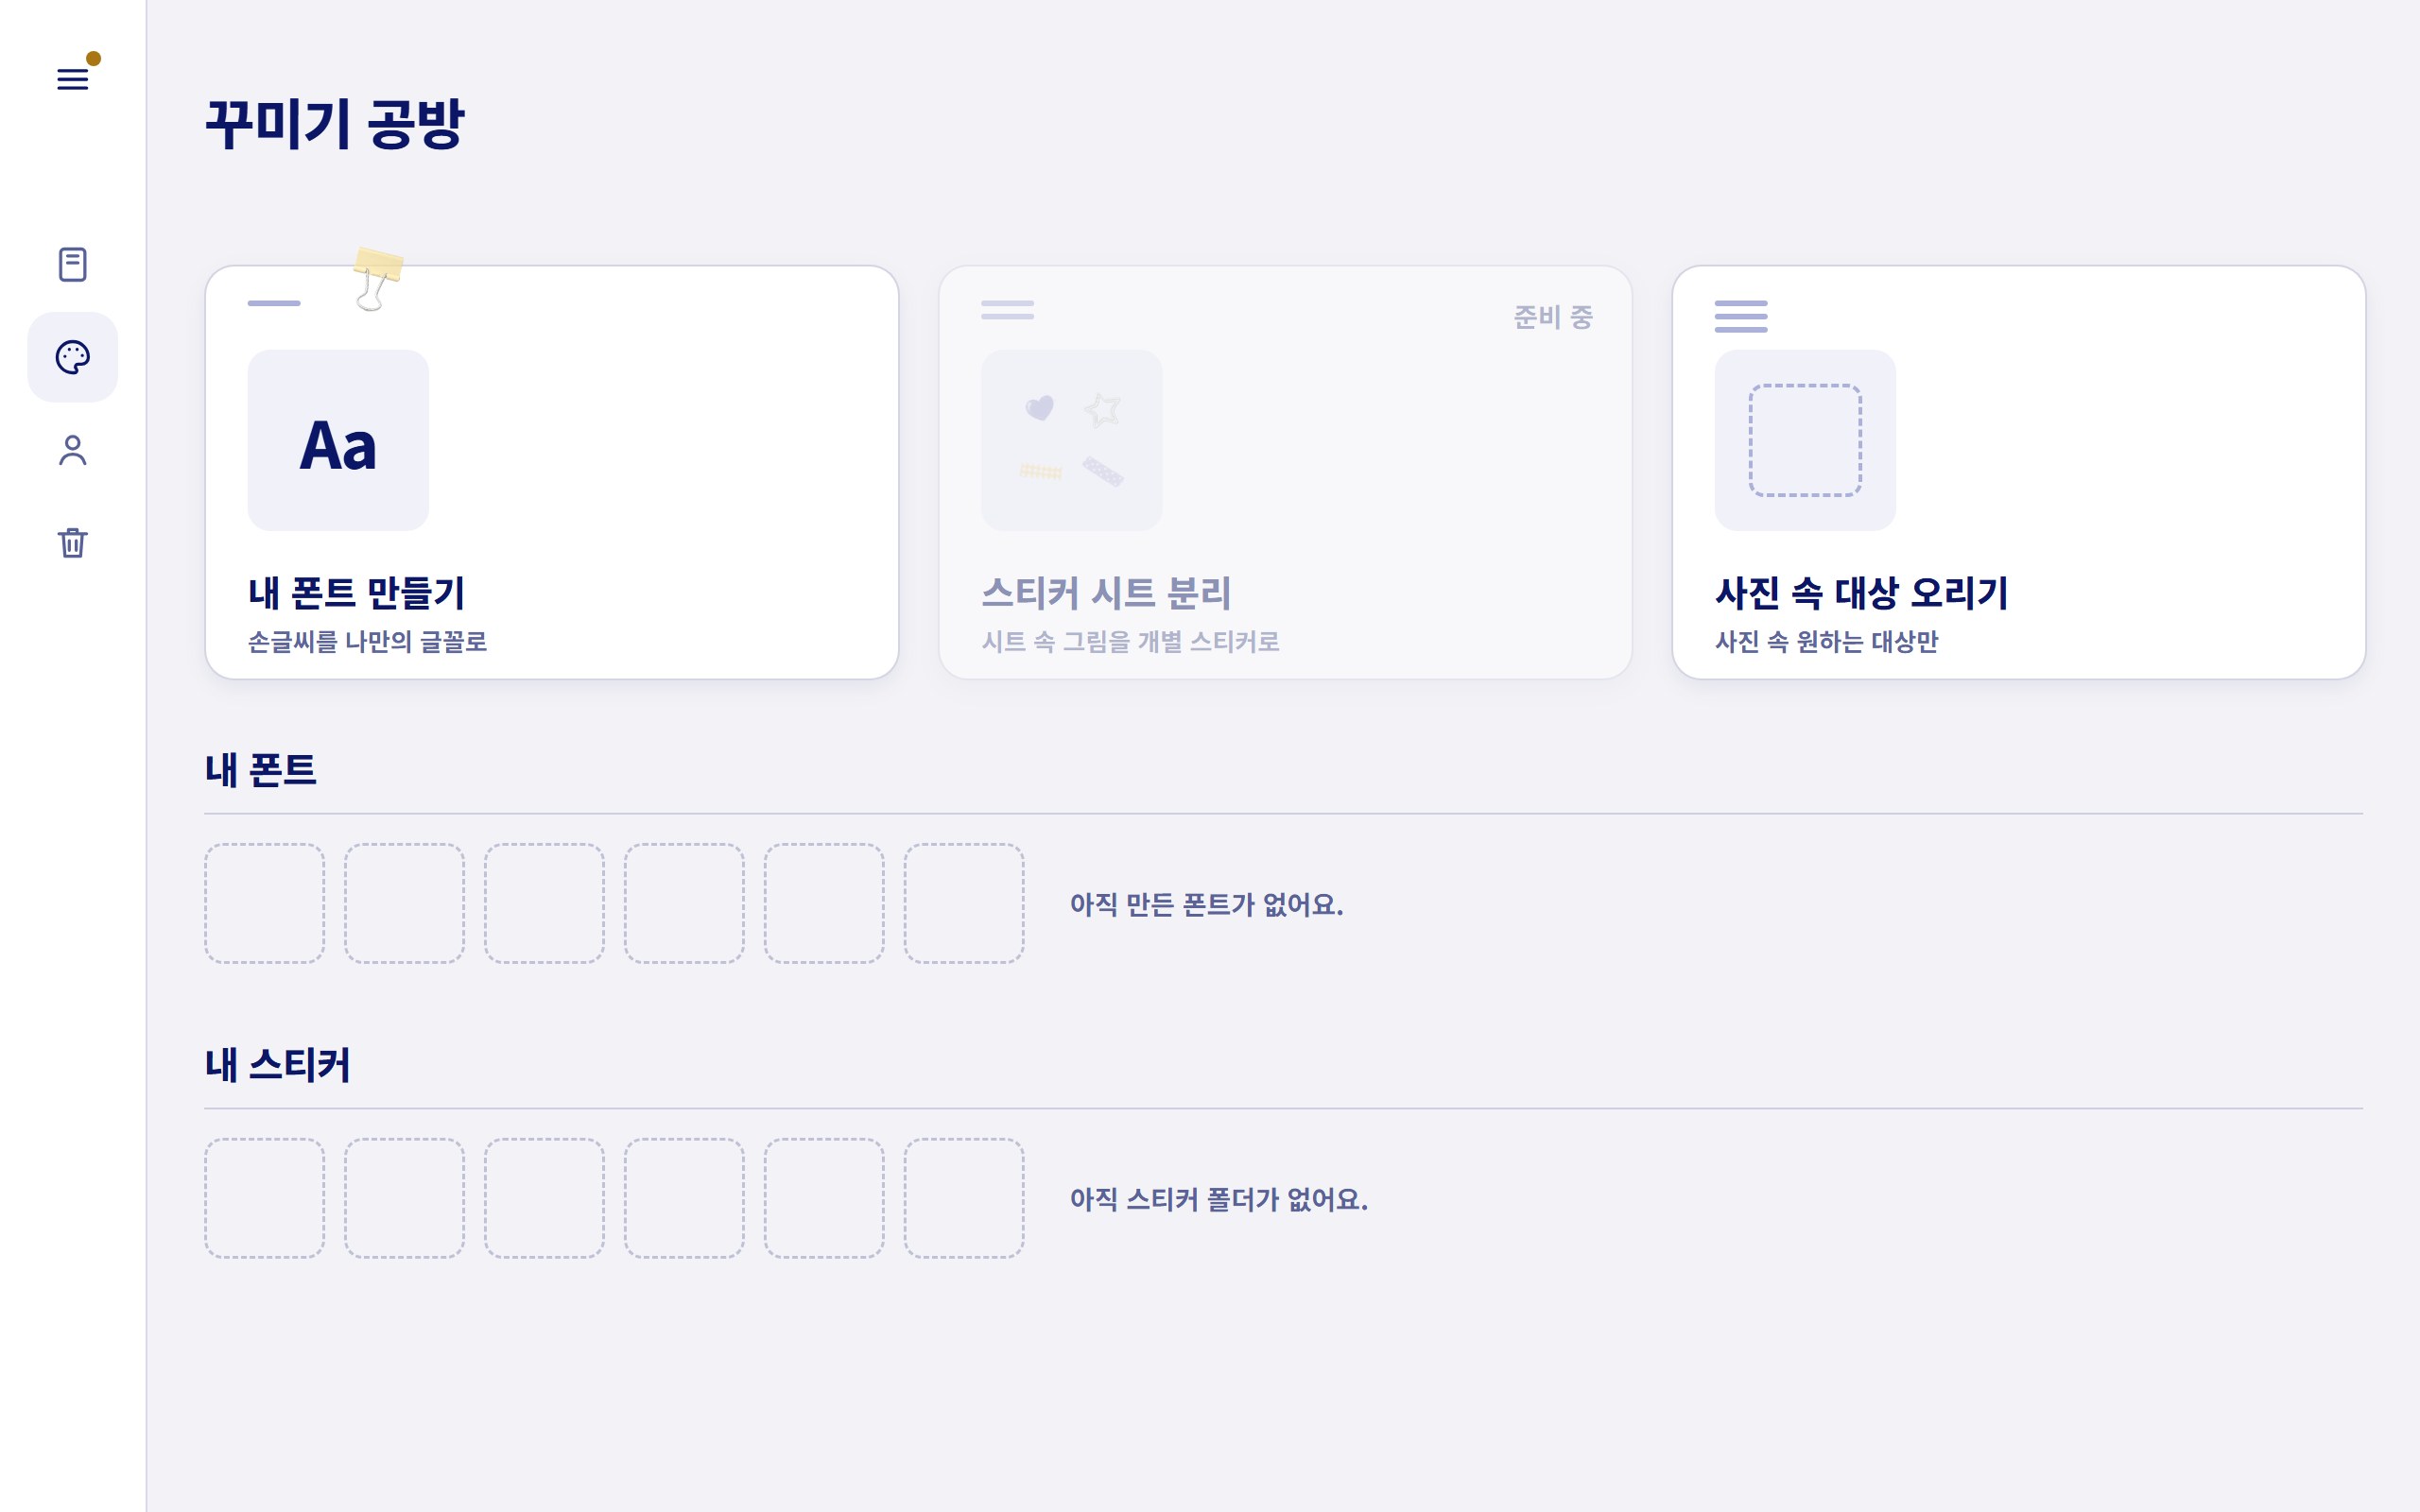 꾸미기 공방
준비 중
Aa
내 폰트 만들기
손글씨를 나만의 글꼴로
스티커 시트 분리
시트 속 그림을 개별 스티커로
사진 속 대상 오리기
사진 속 원하는 대상만
내 폰트
아직 만든 폰트가 없어요.
내 스티커
아직 스티커 폴더가 없어요.